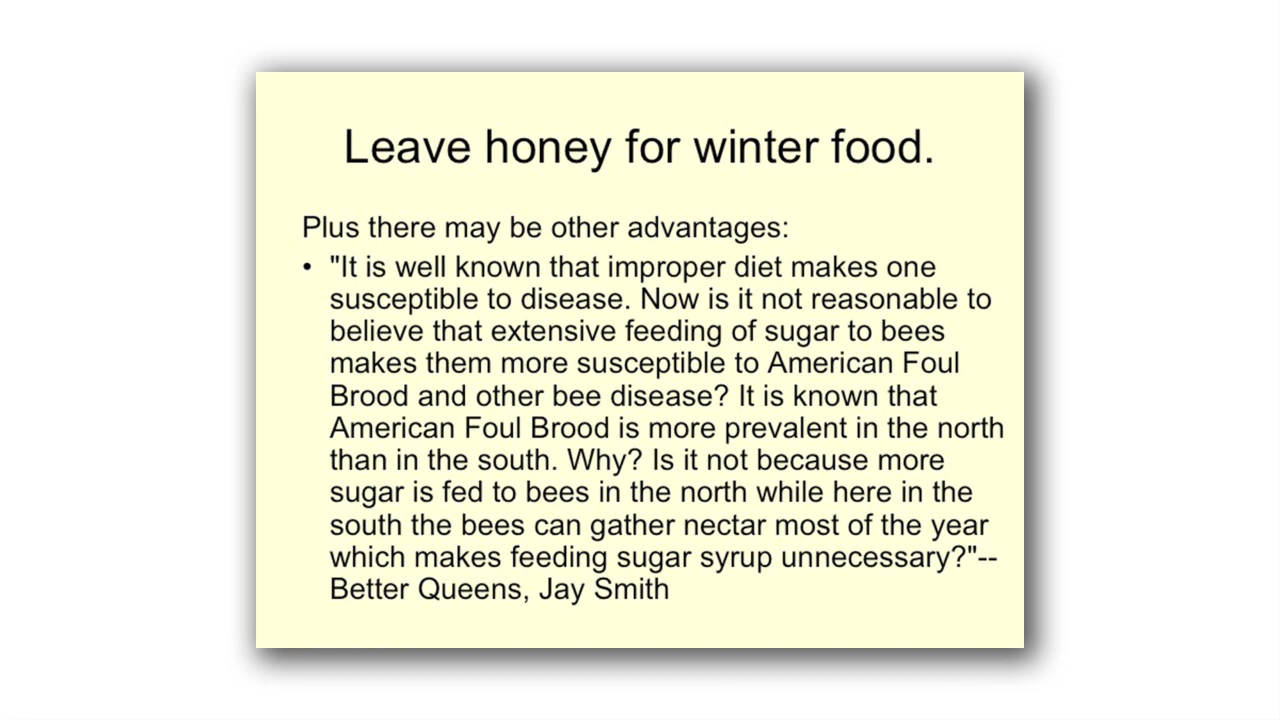 Leave honey for winter food.
Plus there may be other advantages:
• "It is well known that improper diet makes one
susceptible to disease. Now is it not reasonable to
believe that extensive feeding of sugar to bees
makes them more susceptible to American Foul
Brood and other bee disease? It is known that
American Foul Brood is more prevalent in the north
than in the south. Why? Is it not because more
sugar is fed to bees in the north while here in the
south the bees can gather nectar most of the year
which makes feeding sugar syrup unnecessary?"--
Better Queens, Jay Smith